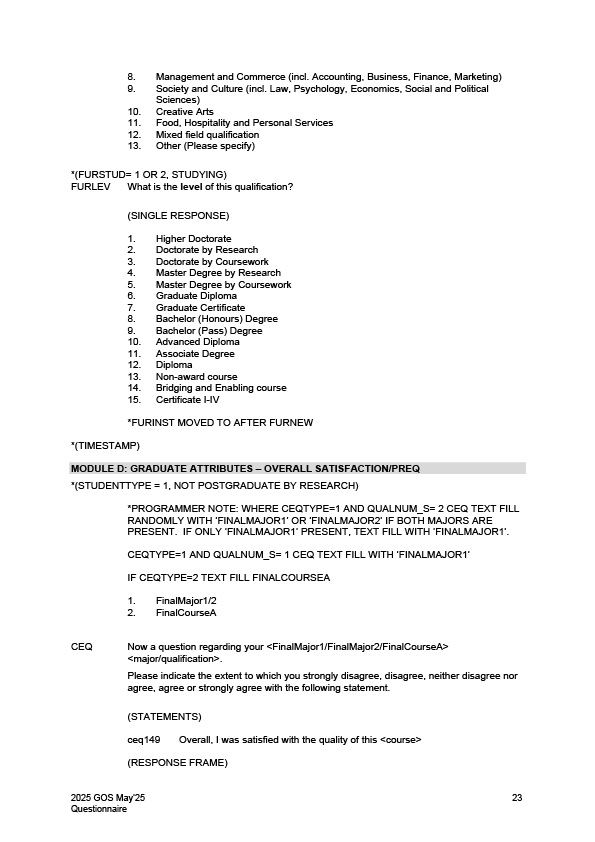 8. Management and Commerce (incl. Accounting, Business, Finance, Marketing)
9. Society and Culture (incl. Law, Psychology, Economics, Social and Political
Sciences)
10. Creative Arts
11. Food, Hospitality and Personal Services
12. Mixed field qualification
13. Other (Please specify)
*(FURSTUD= 1 OR 2, STUDYING)
FURLEV What is the level of this qualification?
(SINGLE RESPONSE)
1. Higher Doctorate
2. Doctorate by Research
3. Doctorate by Coursework
4. Master Degree by Research
5. Master Degree by Coursework
6. Graduate Diploma
7. Graduate Certificate
8. Bachelor (Honours) Degree
9. Bachelor (Pass) Degree
10. Advanced Diploma
11. Associate Degree
12. Diploma
13. Non-award course
14. Bridging and Enabling course
15. Certificate I-IV
*FURINST MOVED TO AFTER FURNEW
*(TIMESTAMP)
MODULE D: GRADUATE ATTRIBUTES – OVERALL SATISFACTION/PREQ
*(STUDENTTYPE = 1, NOT POSTGRADUATE BY RESEARCH)
*PROGRAMMER NOTE: WHERE CEQTYPE=1 AND QUALNUM_S= 2 CEQ TEXT FILL
RANDOMLY WITH ‘FINALMAJOR1’ OR ‘FINALMAJOR2’ IF BOTH MAJORS ARE
PRESENT. IF ONLY ‘FINALMAJOR1’ PRESENT, TEXT FILL WITH ‘FINALMAJOR1’.
CEQTYPE=1 AND QUALNUM_S= 1 CEQ TEXT FILL WITH ‘FINALMAJOR1’
IF CEQTYPE=2 TEXT FILL FINALCOURSEA
1. FinalMajor1/2
2. FinalCourseA
CEQ Now a question regarding your <FinalMajor1/FinalMajor2/FinalCourseA>
<major/qualification>.
Please indicate the extent to which you strongly disagree, disagree, neither disagree nor
agree, agree or strongly agree with the following statement.
(STATEMENTS)
ceq149 Overall, I was satisfied with the quality of this <course>
(RESPONSE FRAME)
2025 GOS May'25 23
Questionnaire